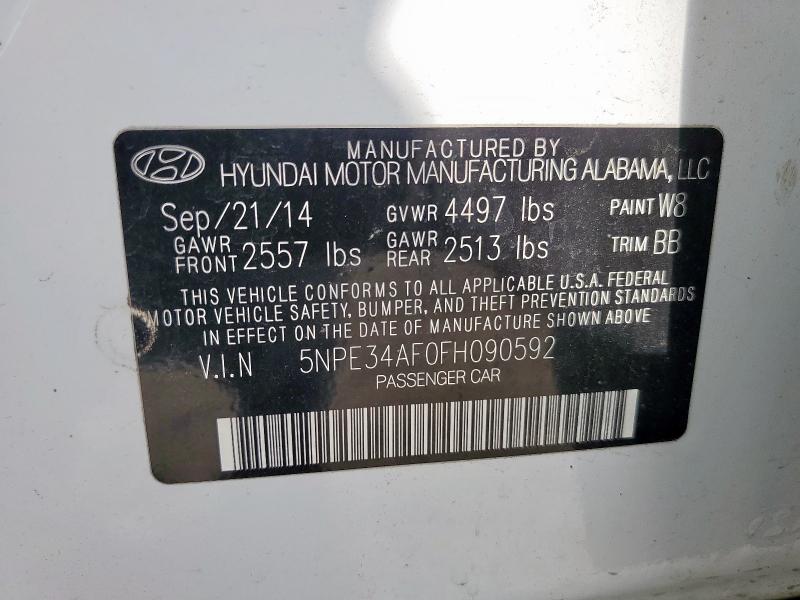 MANUFACTURED BY
HYUNDAI MOTOR MANUFACTURING ALABAMA, LLC
Sep/21/14 GVWR 4497 lbs PAINT W8
GAWR FRONT 2557 lbs GAWR REAR 2513 lbs TRIM BB
THIS VEHICLE CONFORMS TO ALL APPLICABLE U.S.A. FEDERAL
MOTOR VEHICLE SAFETY, BUMPER, AND THEFT PREVENTION STANDARDS
IN EFFECT ON THE DATE OF MANUFACTURE SHOWN ABOVE
V.I.N 5NPE34AF0FH090592
PASSENGER CAR